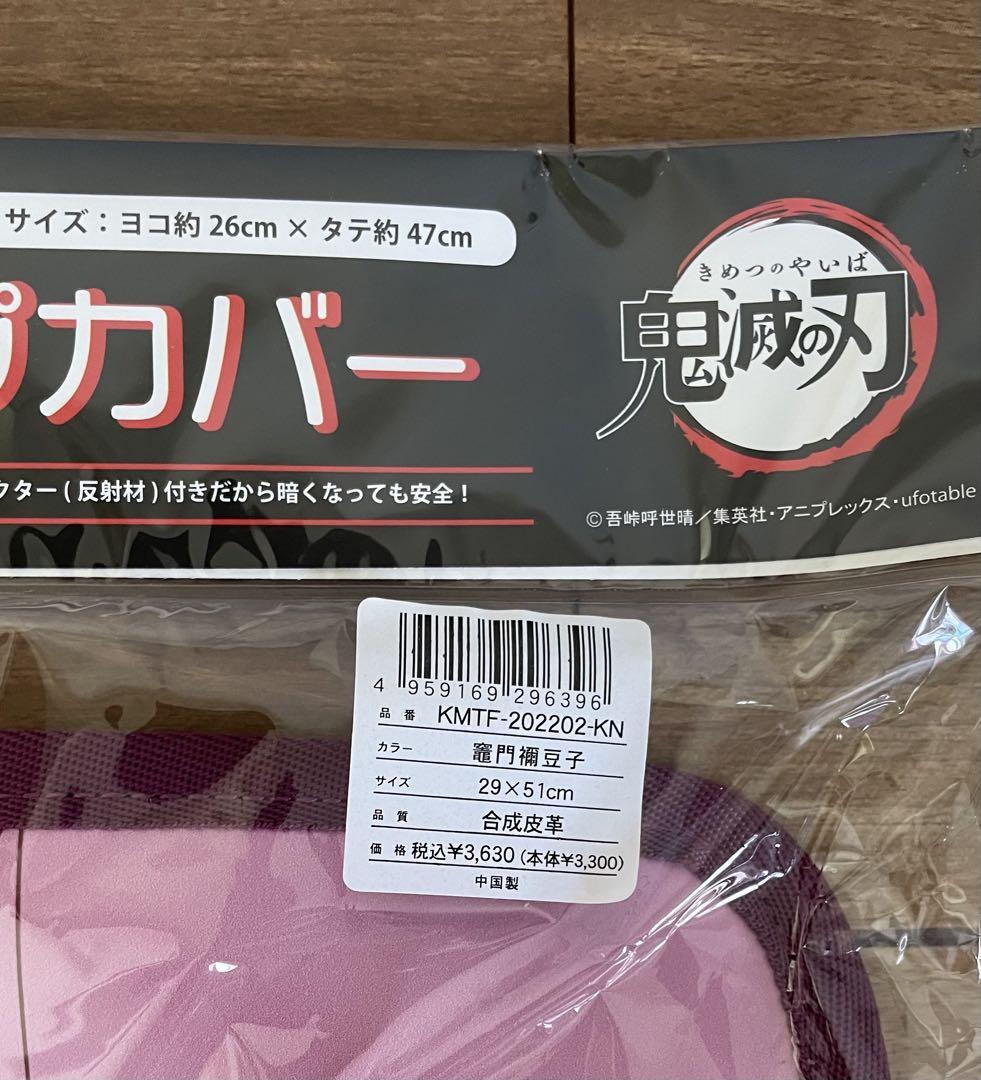 サイズ：ヨコ約 26cm × タテ約 47cm
プカバー
クター ( 反射材 ) 付きだから暗くなっても安全！
きめつのやいば
鬼滅の刃
©吾峠呼世晴／集英社・アニプレックス・ufotable
4 959169 296396
品番 KMTF-202202-KN
カラー 竈門禰豆子
サイズ 29×51cm
品質 合成皮革
価格 税込¥3,630 (本体¥3,300)
中国製